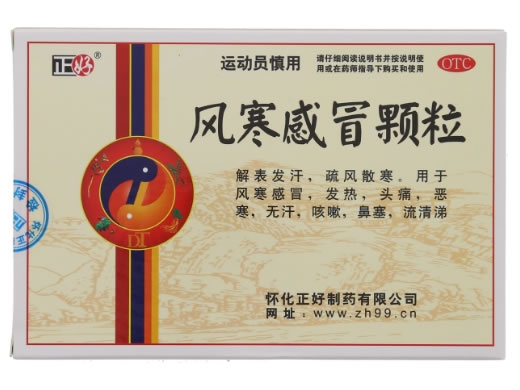 正好®
运动员慎用
请仔细阅读说明书并按说明使
用或在药师指导下购买和使用
OTC
风寒感冒颗粒
解表发汗，疏风散寒。用于
风寒感冒，发热，头痛，恶
寒，无汗，咳嗽，鼻塞，流清涕
怀化正好制药有限公司
网址：www.zh99.cn